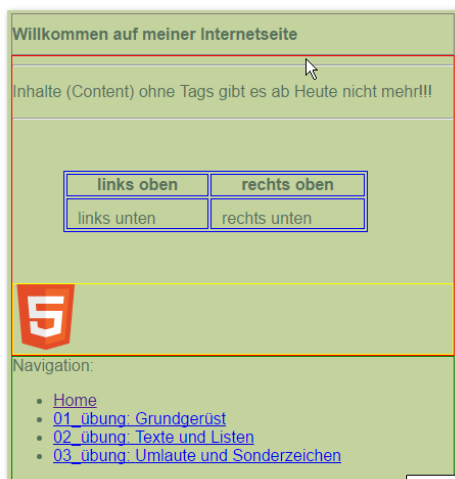 Willkommen auf meiner Internetseite
Inhalte (Content) ohne Tags gibt es ab Heute nicht mehr!!!
links oben rechts oben
links unten rechts unten
5
Navigation:
Home
01_übung: Grundgerüst
02_übung: Texte und Listen
03_übung: Umlaute und Sonderzeichen